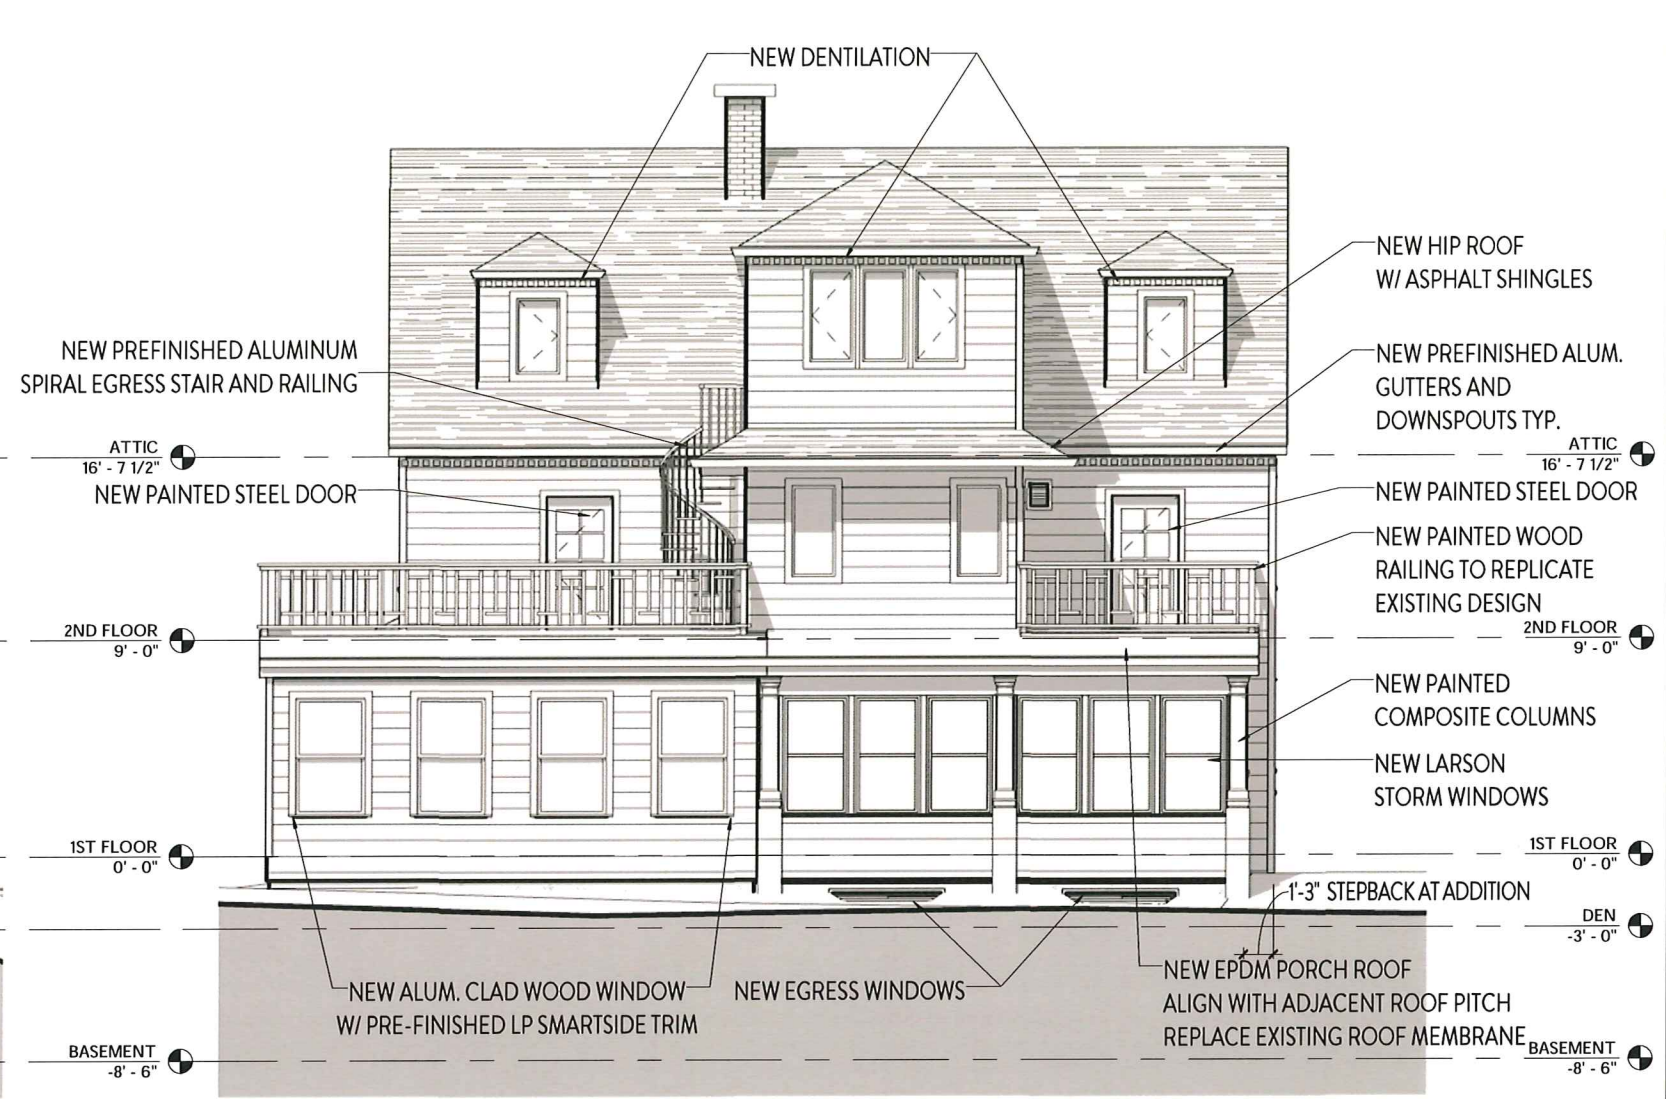 NEW DENTILATION
NEW HIP ROOF
W/ ASPHALT SHINGLES
NEW PREFINISHED ALUMINUM
SPIRAL EGRESS STAIR AND RAILING
NEW PREFINISHED ALUM.
GUTTERS AND
DOWNSPOUTS TYP.
ATTIC
16' - 7 1/2"
ATTIC
16' - 7 1/2"
NEW PAINTED STEEL DOOR
NEW PAINTED STEEL DOOR
NEW PAINTED WOOD
RAILING TO REPLICATE
EXISTING DESIGN
2ND FLOOR
9' - 0"
2ND FLOOR
9' - 0"
NEW PAINTED
COMPOSITE COLUMNS
NEW LARSON
STORM WINDOWS
1ST FLOOR
0' - 0"
1ST FLOOR
0' - 0"
1'-3" STEPBACK AT ADDITION
DEN
-3' - 0"
NEW ALUM. CLAD WOOD WINDOW
W/ PRE-FINISHED LP SMARTSIDE TRIM
NEW EGRESS WINDOWS
NEW EPDM PORCH ROOF
ALIGN WITH ADJACENT ROOF PITCH
REPLACE EXISTING ROOF MEMBRANE
BASEMENT
-8' - 6"
BASEMENT
-8' - 6"